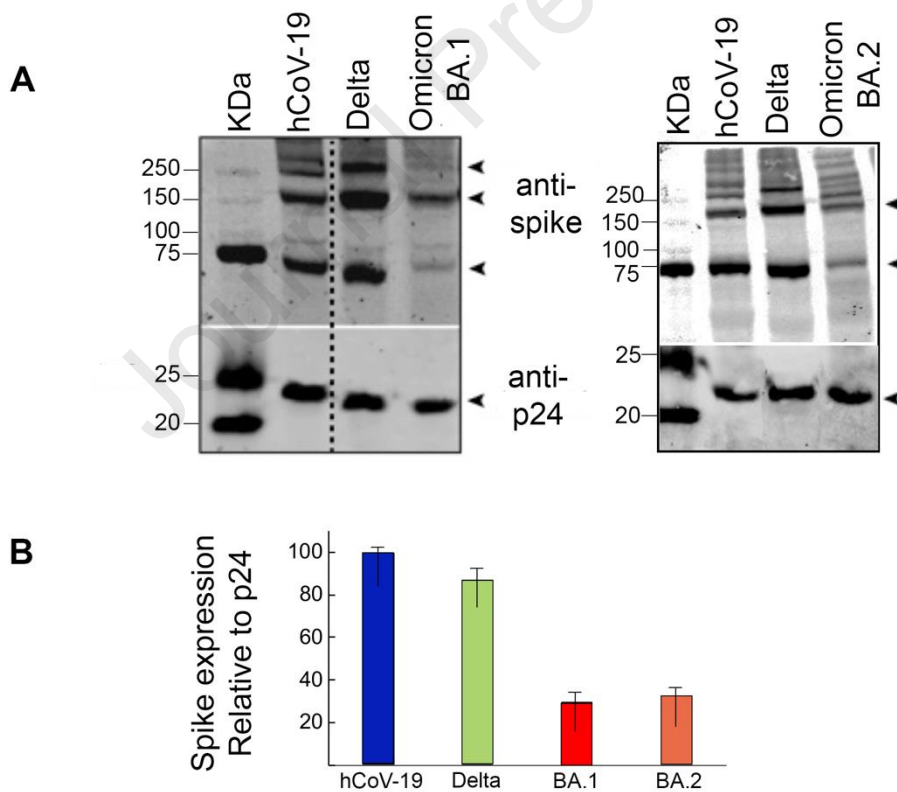 A
KDa
hCoV-19
Delta
Omicron
BA.1
250
150
100
75
25
20
anti-
spike
anti-
p24
KDa
hCoV-19
Delta
Omicron
BA.2
250
150
100
75
25
20
Journal Pre
B
Spike expression
Relative to p24
100
80
60
40
20
hCoV-19
Delta
BA.1
BA.2